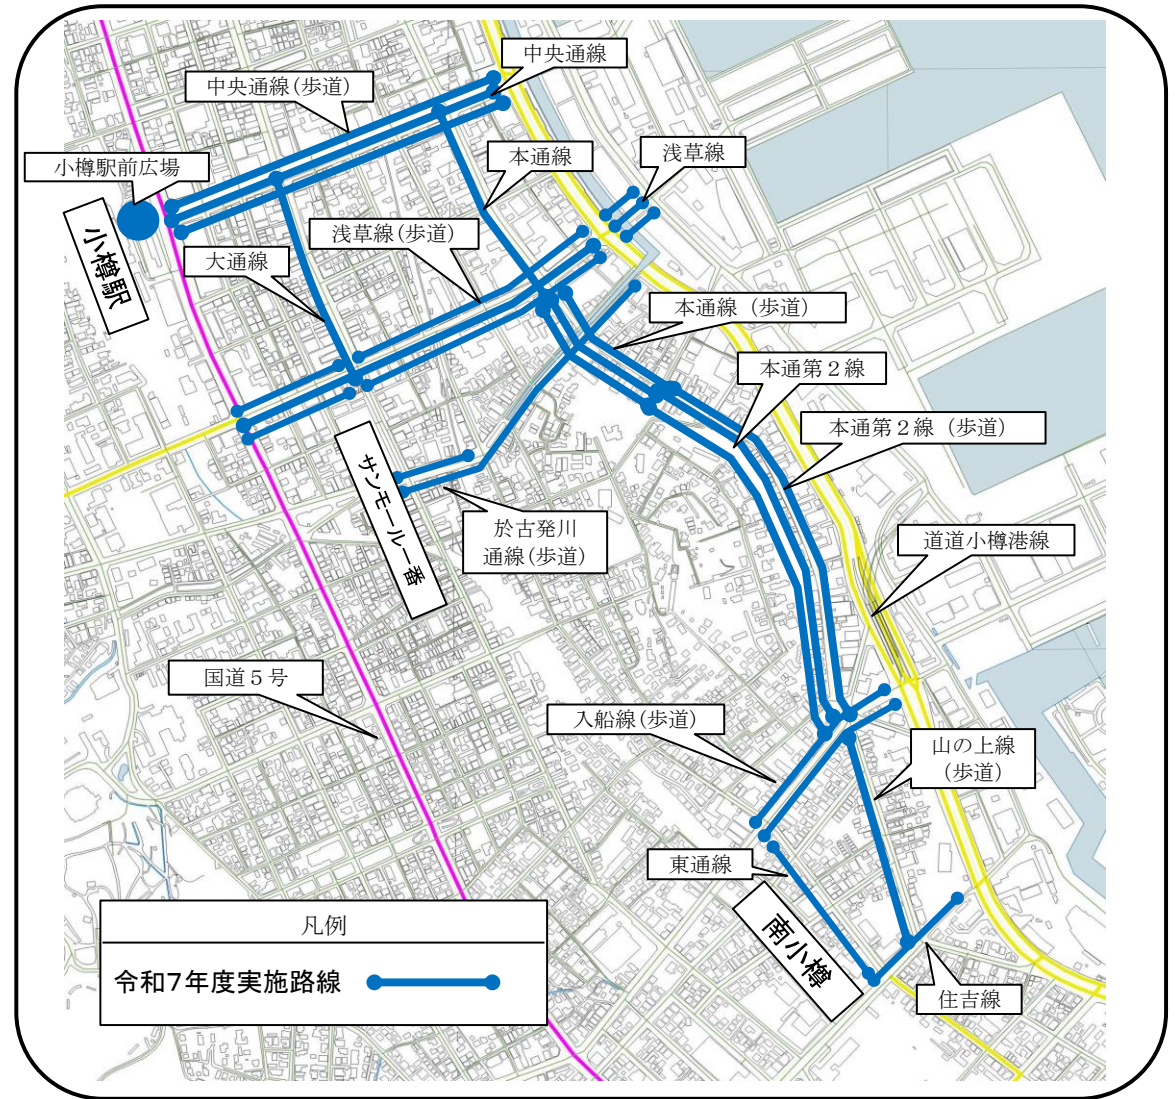 中央通線
中央通線(歩道)
本通線
浅草線
小樽駅前広場
小樽駅
浅草線(歩道)
大通線
本通線（歩道）
本通第２線
本通第２線（歩道）
サンモール一番
於古発川
通線(歩道)
道道小樽港線
国道５号
入船線(歩道)
山の上線
(歩道)
東通線
南小樽
住吉線
凡例
令和7年度実施路線